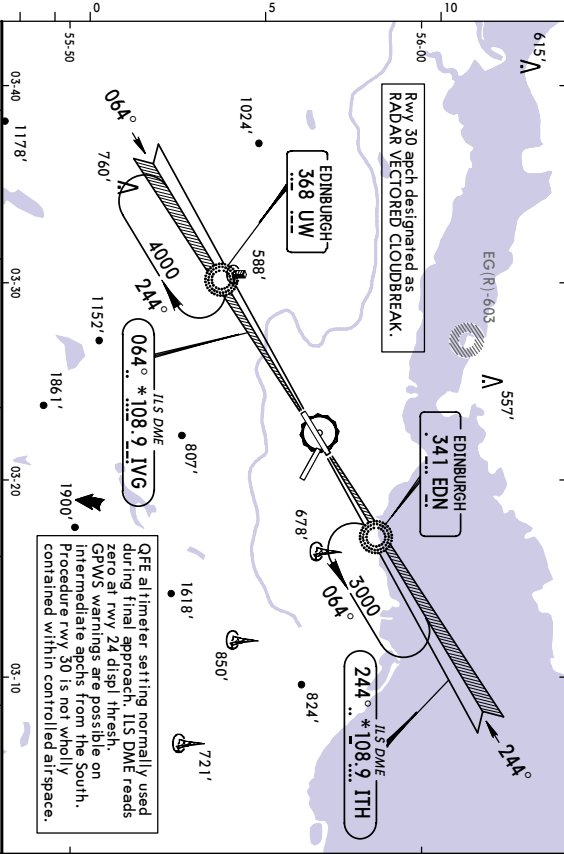 0
5
10
55-50
56-00
03-40
03-30
03-20
03-10
615'
Rwy 30 apch designated as
RADAR VECTORED CLOUDBREAK.
EG(R)-603
557'
1024'
064°
1178'
760'
EDINBURGH
368 UW
588'
4000
244°
1152'
1861'
ILS DME
064° *108.9 IVG
807'
1900'
EDINBURGH
341 EDN
678'
3000
064°
1618'
850'
824'
721'
ILS DME
244° *108.9 ITH
244°
QFE altimeter setting normally used
during final approach. ILS DME reads
zero at rwy 24 displ thresh.
GPWS warnings are possible on
intermediate apchs from the South.
Procedure rwy 30 is not wholly
contained within controlled airspace.